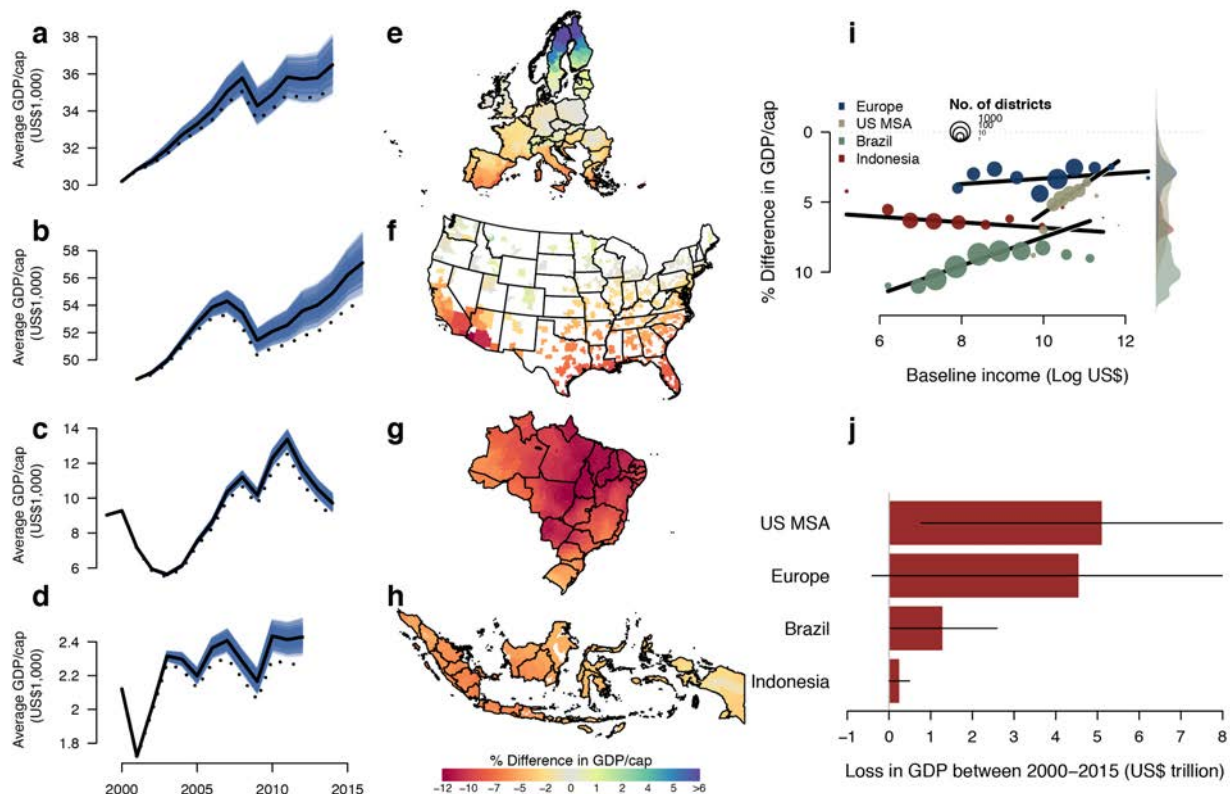 a
Average GDP/cap
(US$1,000)
38
36
34
32
30
b
Average GDP/cap
(US$1,000)
58
56
54
52
50
c
Average GDP/cap
(US$1,000)
14
12
10
8
6
d
Average GDP/cap
(US$1,000)
2.4
2.2
2
1.8
2000
2005
2010
2015
e
f
g
h
% Difference in GDP/cap
−12 −10 −7 −5 −3 −2 0 1 2 4 5 >6
i
Europe
US MSA
Brazil
Indonesia
No. of districts
1000
100
10
1
% Difference in GDP/cap
0
5
10
6
8
10
12
Baseline income (Log US$)
j
US MSA
Europe
Brazil
Indonesia
−1 0 1 2 3 4 5 6 7 8
Loss in GDP between 2000−2015 (US$ trillion)